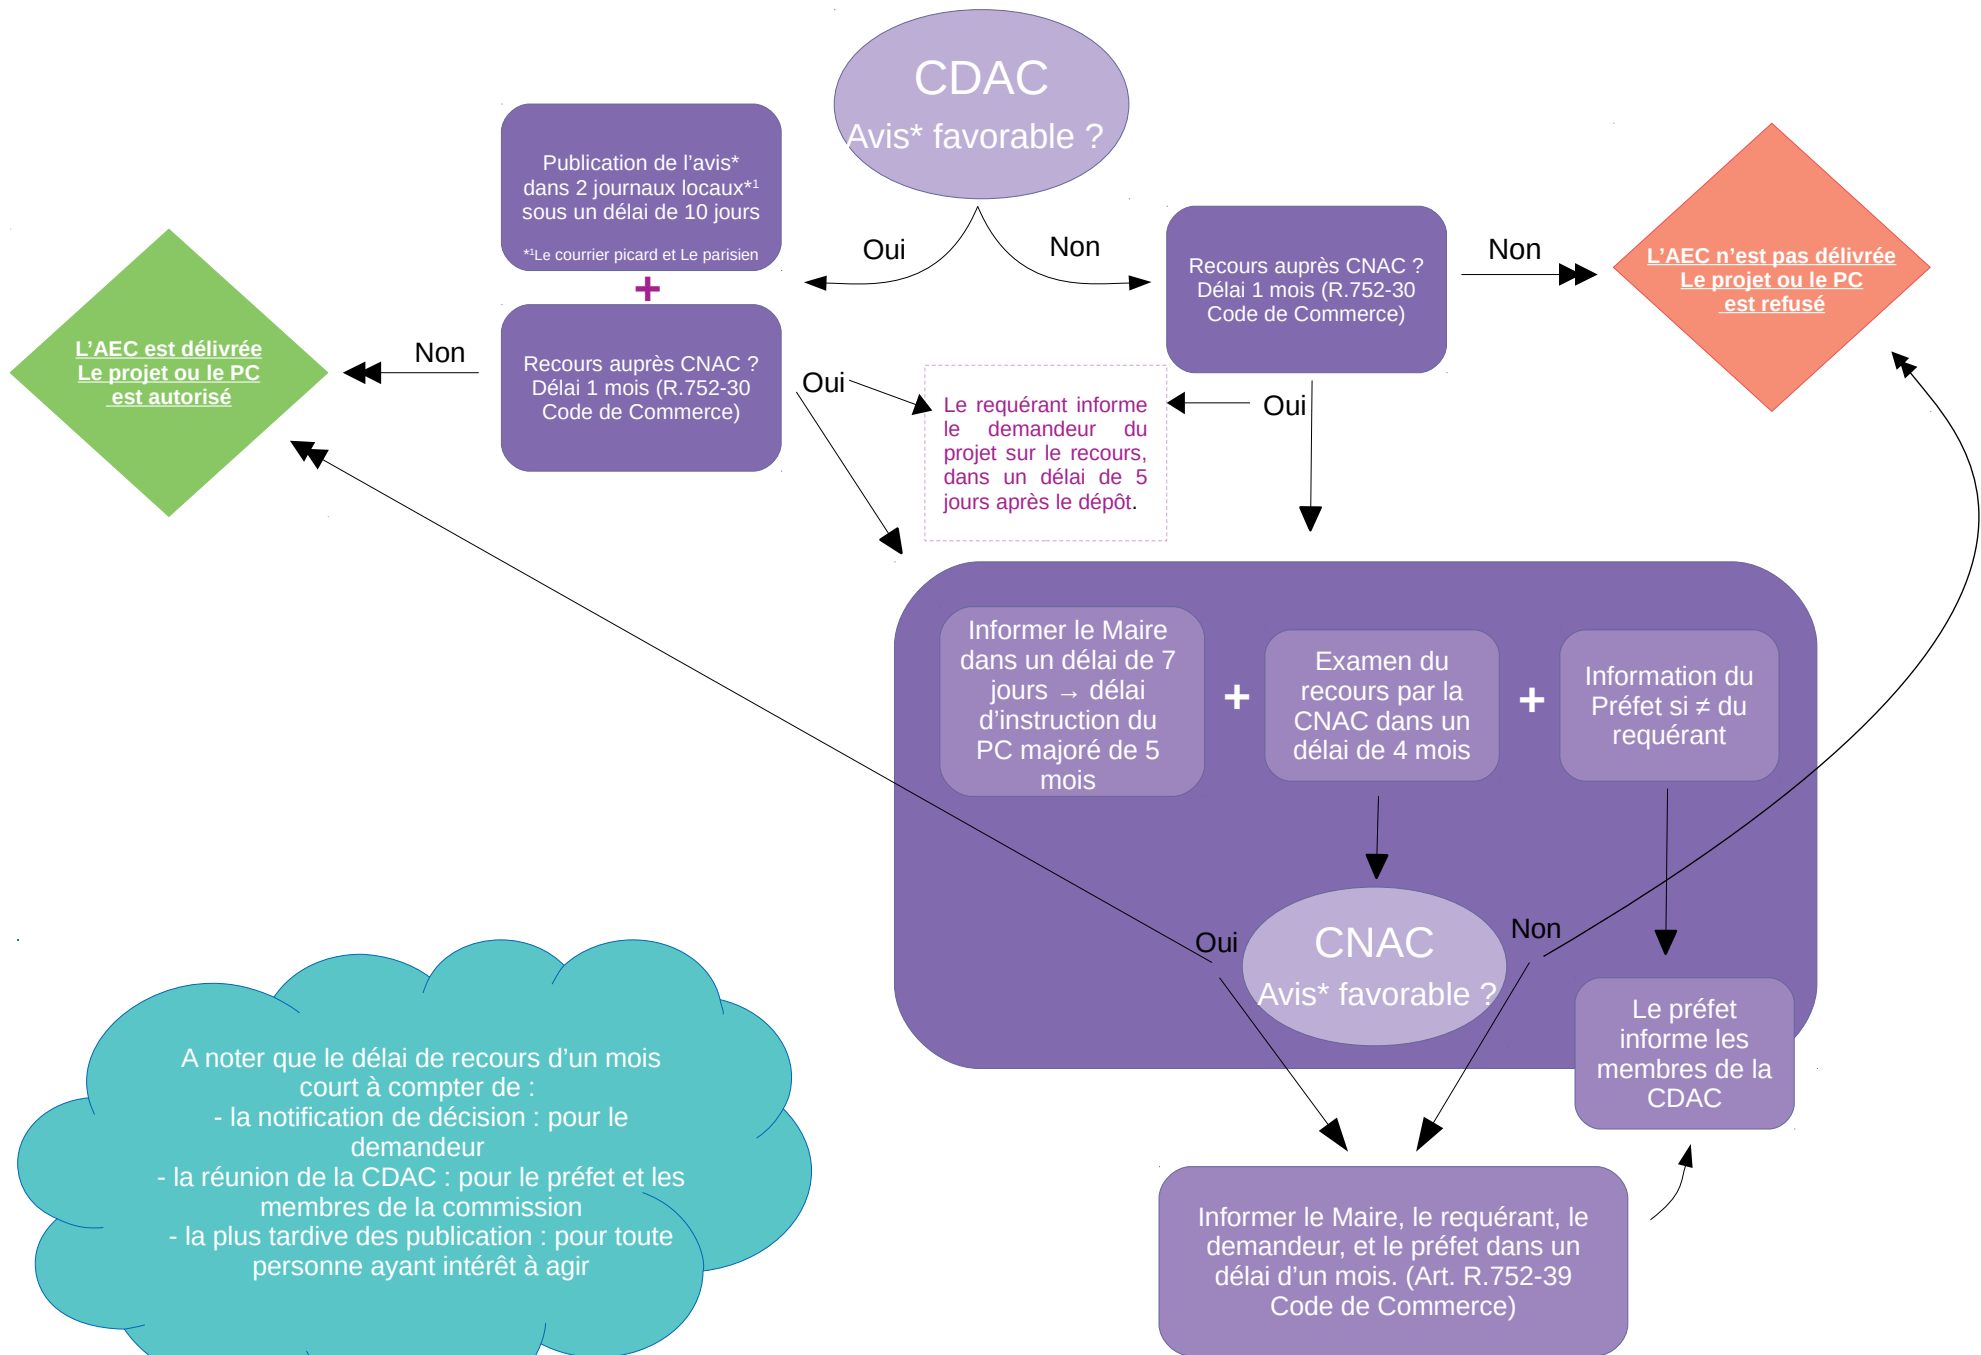 CDAC
Avis* favorable ?
Publication de l’avis*
dans 2 journaux locaux*¹
sous un délai de 10 jours
*¹Le courrier picard et Le parisien
+
Recours auprès CNAC ?
Délai 1 mois (R.752-30
Code de Commerce)
Oui
Non
Recours auprès CNAC ?
Délai 1 mois (R.752-30
Code de Commerce)
Non
L’AEC n’est pas délivrée
Le projet ou le PC
est refusé
Non
L’AEC est délivrée
Le projet ou le PC
est autorisé
Oui
Le requérant informe
le demandeur du
projet sur le recours,
dans un délai de 5
jours après le dépôt.
Oui
Informer le Maire
dans un délai de 7
jours → délai
d’instruction du
PC majoré de 5
mois
+
Examen du
recours par la
CNAC dans un
délai de 4 mois
+
Information du
Préfet si ≠ du
requérant
Oui
CNAC
Avis* favorable ?
Non
Le préfet
informe les
membres de la
CDAC
A noter que le délai de recours d’un mois
court à compter de :
- la notification de décision : pour le
demandeur
- la réunion de la CDAC : pour le préfet et les
membres de la commission
- la plus tardive des publication : pour toute
personne ayant intérêt à agir
Informer le Maire, le requérant, le
demandeur, et le préfet dans un
délai d’un mois. (Art. R.752-39
Code de Commerce)